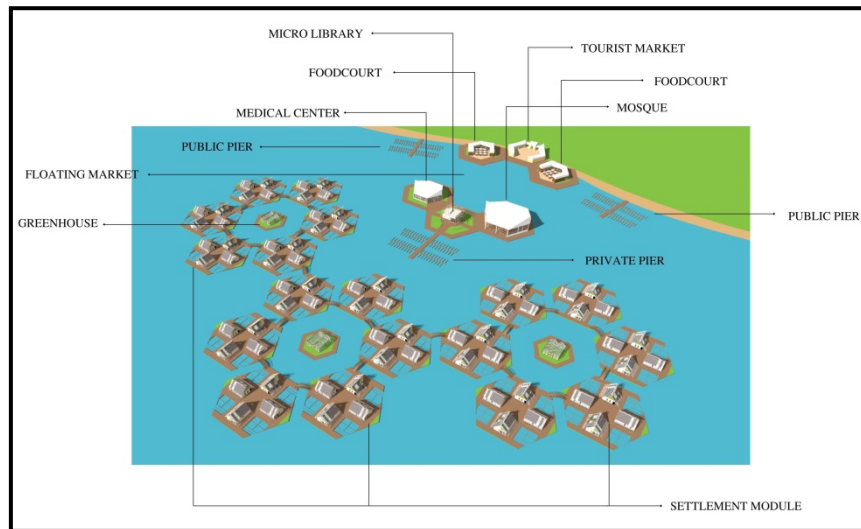 MICRO LIBRARY
TOURIST MARKET
FOODCOURT
FOODCOURT
MEDICAL CENTER
MOSQUE
PUBLIC PIER
FLOATING MARKET
GREENHOUSE
PUBLIC PIER
PRIVATE PIER
SETTLEMENT MODULE